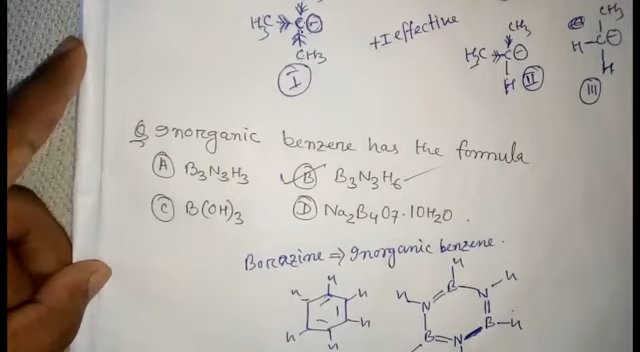 CH3
H3C C ⊖ +I effective CH3
CH3 H3C C ⊖ H-C⊖
I H II H
III
Q Inorganic benzene has the formula
A B3N3H3 B B3N3H6
C B(OH)3 D Na2B4O7·10H2O.
Borazine ⇒ Inorganic benzene.
H H
H H H B H
H H N N
H B B-H
N